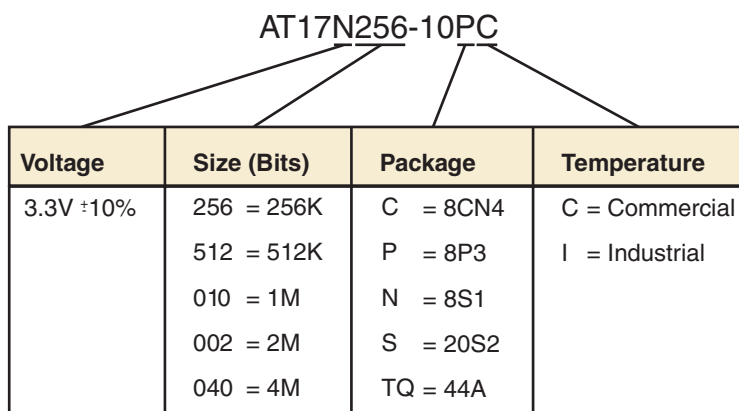 AT17N256-10PC
Voltage Size (Bits) Package Temperature
3.3V ±10% 256 = 256K C = 8CN4 C = Commercial
512 = 512K P = 8P3 I = Industrial
010 = 1M N = 8S1
002 = 2M S = 20S2
040 = 4M TQ = 44A